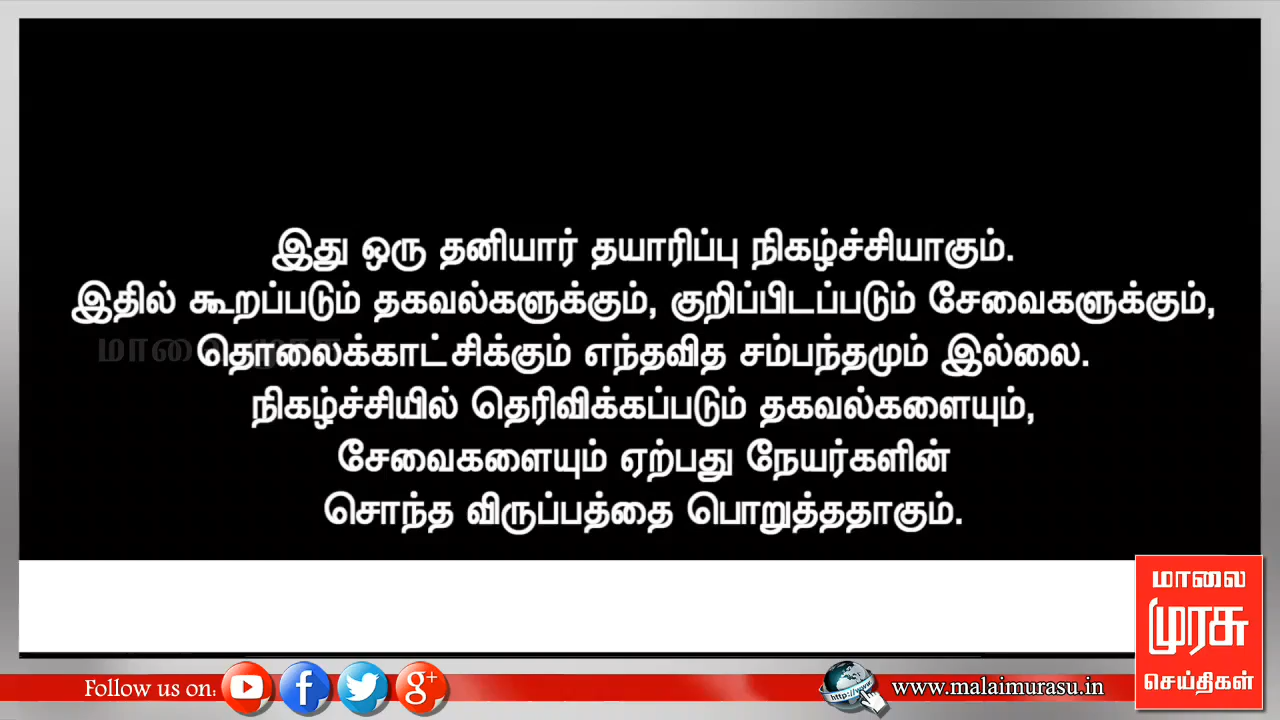 இது ஒரு தனியார் தயாரிப்பு நிகழ்ச்சியாகும்.
இதில் கூறப்படும் தகவல்களுக்கும், குறிப்பிடப்படும் சேவைகளுக்கும்,
தொலைக்காட்சிக்கும் எந்தவித சம்பந்தமும் இல்லை.
நிகழ்ச்சியில் தெரிவிக்கப்படும் தகவல்களையும்,
சேவைகளையும் ஏற்பது நேயர்களின்
சொந்த விருப்பத்தை பொறுத்ததாகும்.
மாலை
முரசு
செய்திகள்
Follow us on:
http://www
www.malaimurasu.in